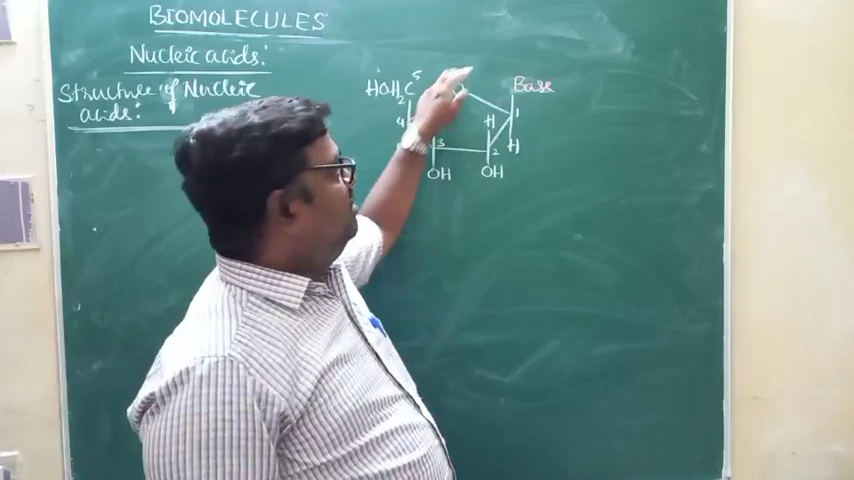 BIOMOLECULES
Nucleic acids:
Structure of Nucleic
acids:
HOH₂C 5
O
Base
4
H
1
3
2
H
OH
OH